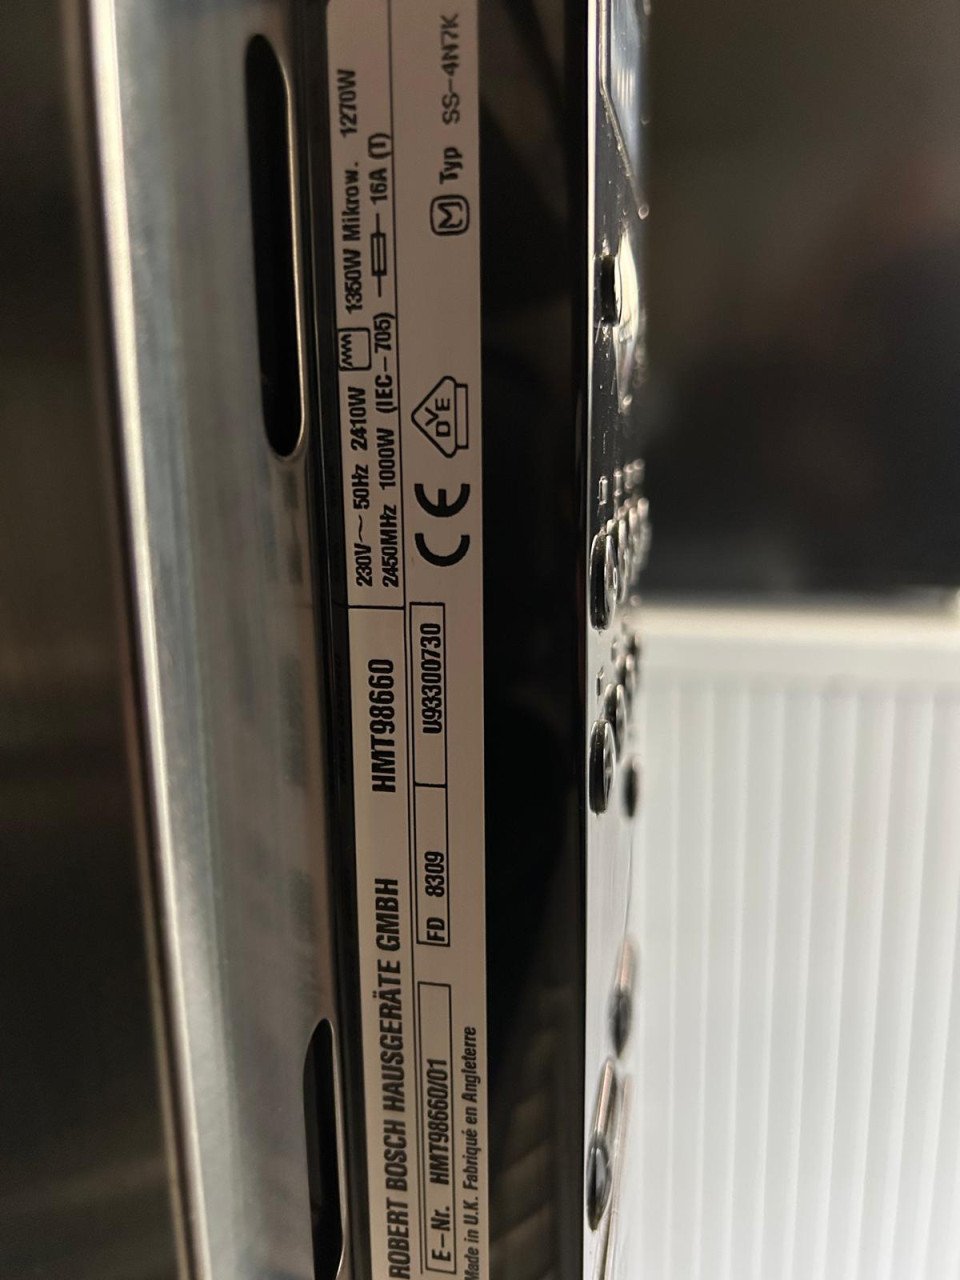 ROBERT BOSCH HAUSGERÄTE GMBH HMT98660
230V~ 50Hz 2410W 1350W Mikrow. 1270W
2450MHz 1000W (IEC-705) 16A (T)
E-Nr. HMT98660/01 FD 8309 U93300730
CE DVE M Typ SS-4N7K
Made in U.K. Fabriqué en Angleterre